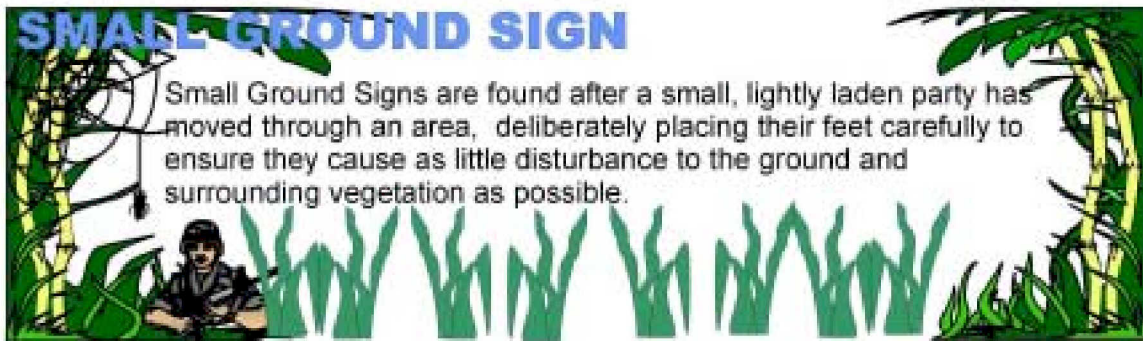 SMALL GROUND SIGN
Small Ground Signs are found after a small, lightly laden party has
moved through an area,  deliberately placing their feet carefully to
ensure they cause as little disturbance to the ground and
surrounding vegetation as possible.